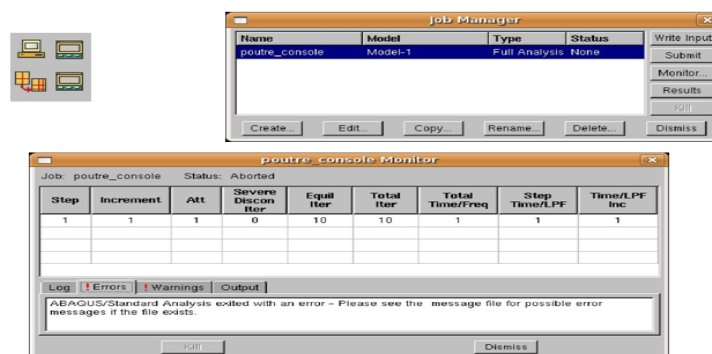 Job Manager
Name Model Type Status
poutre_console Model-1 Full Analysis None
Write Input
Submit
Monitor...
Results
Kill
Create... Edit... Copy... Rename... Delete... Dismiss
poutre_console Monitor
Job: poutre_console Status: Aborted
Step Increment Att Severe Discon Iter Equil Iter Total Iter Total Time/Freq Step Time/LPF Time/LPF Inc
1 1 1 0 10 10 1 1 1
Log !Errors !Warnings Output
ABAQUS/Standard Analysis exited with an error - Please see the message file for possible error
messages if the file exists.
Kill Dismiss